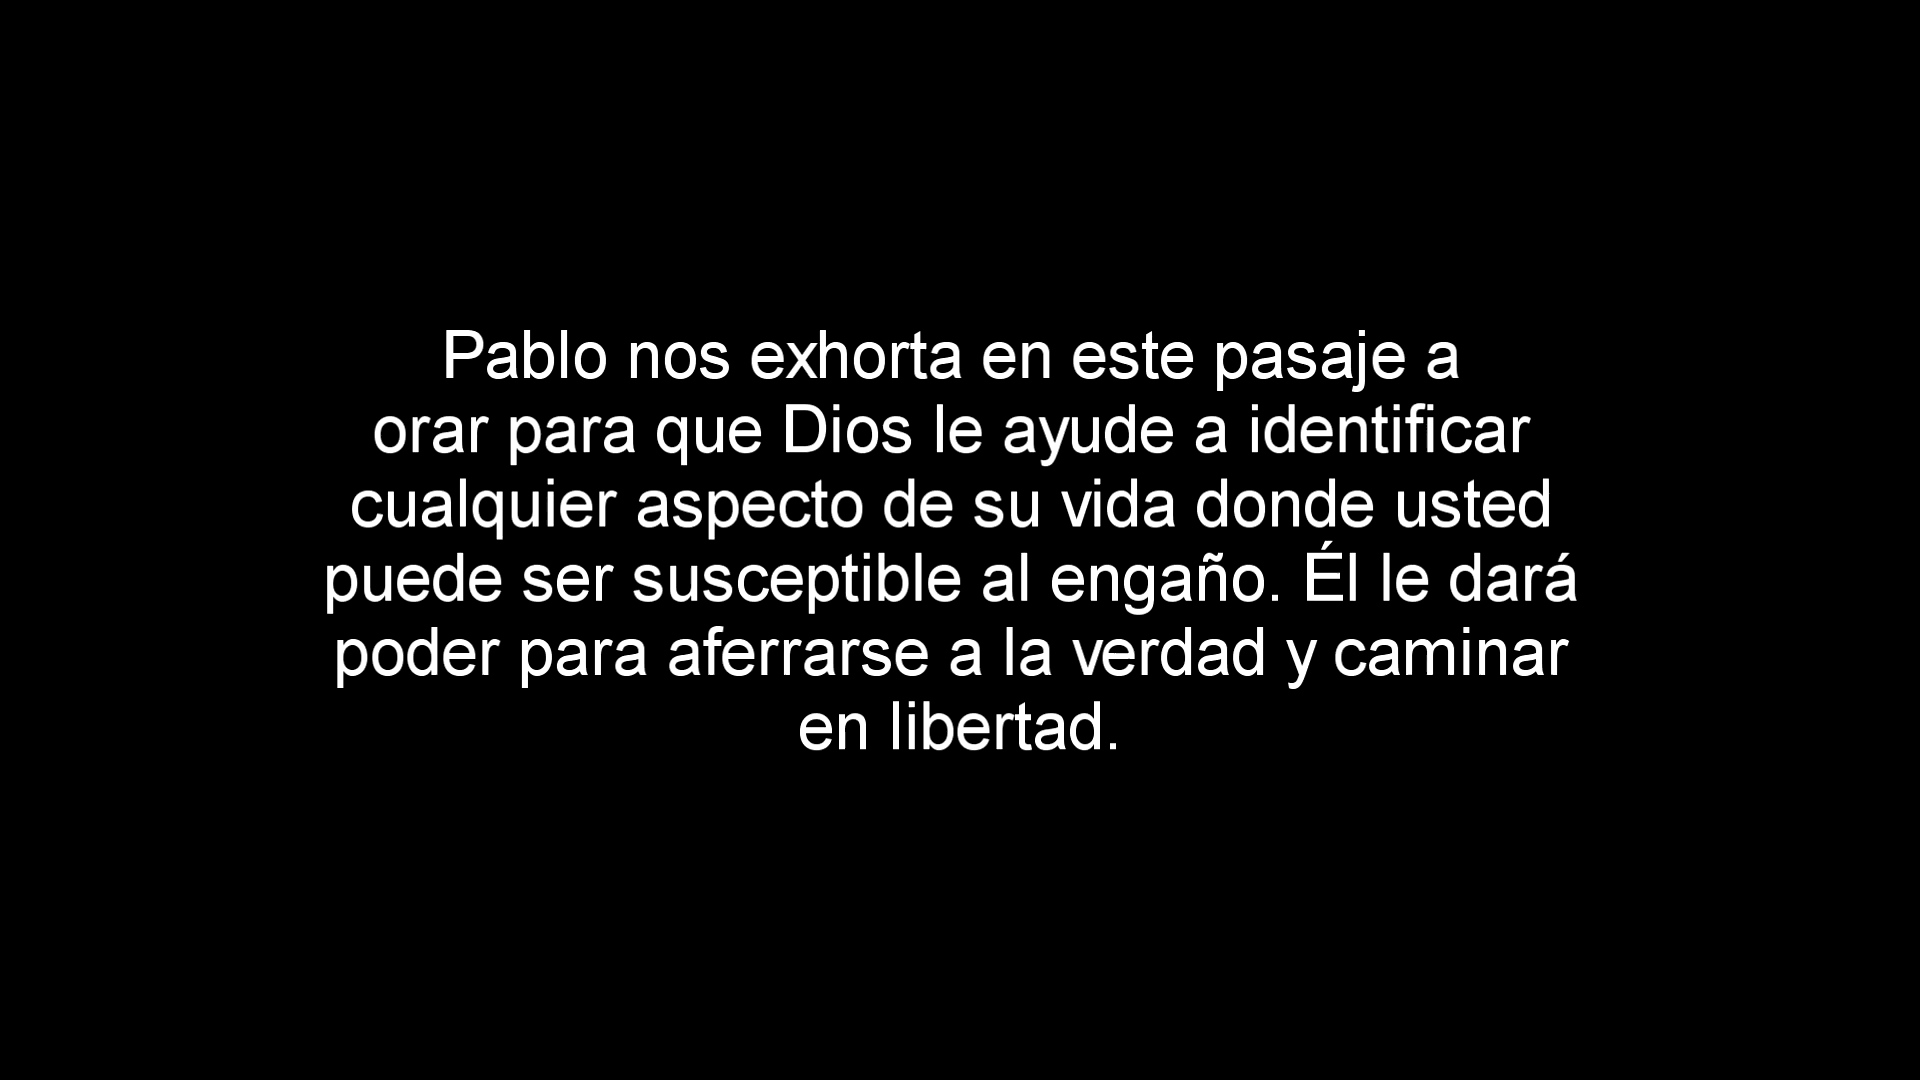 Pablo nos exhorta en este pasaje a
orar para que Dios le ayude a identificar
cualquier aspecto de su vida donde usted
puede ser susceptible al engaño. Él le dará
poder para aferrarse a la verdad y caminar
en libertad.